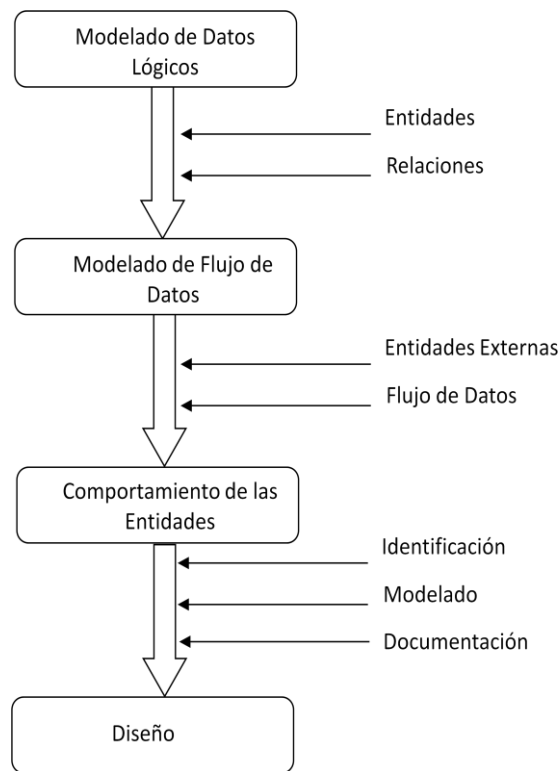 Modelado de Datos
Lógicos
Entidades
Relaciones
Modelado de Flujo de
Datos
Entidades Externas
Flujo de Datos
Comportamiento de las
Entidades
Identificación
Modelado
Documentación
Diseño